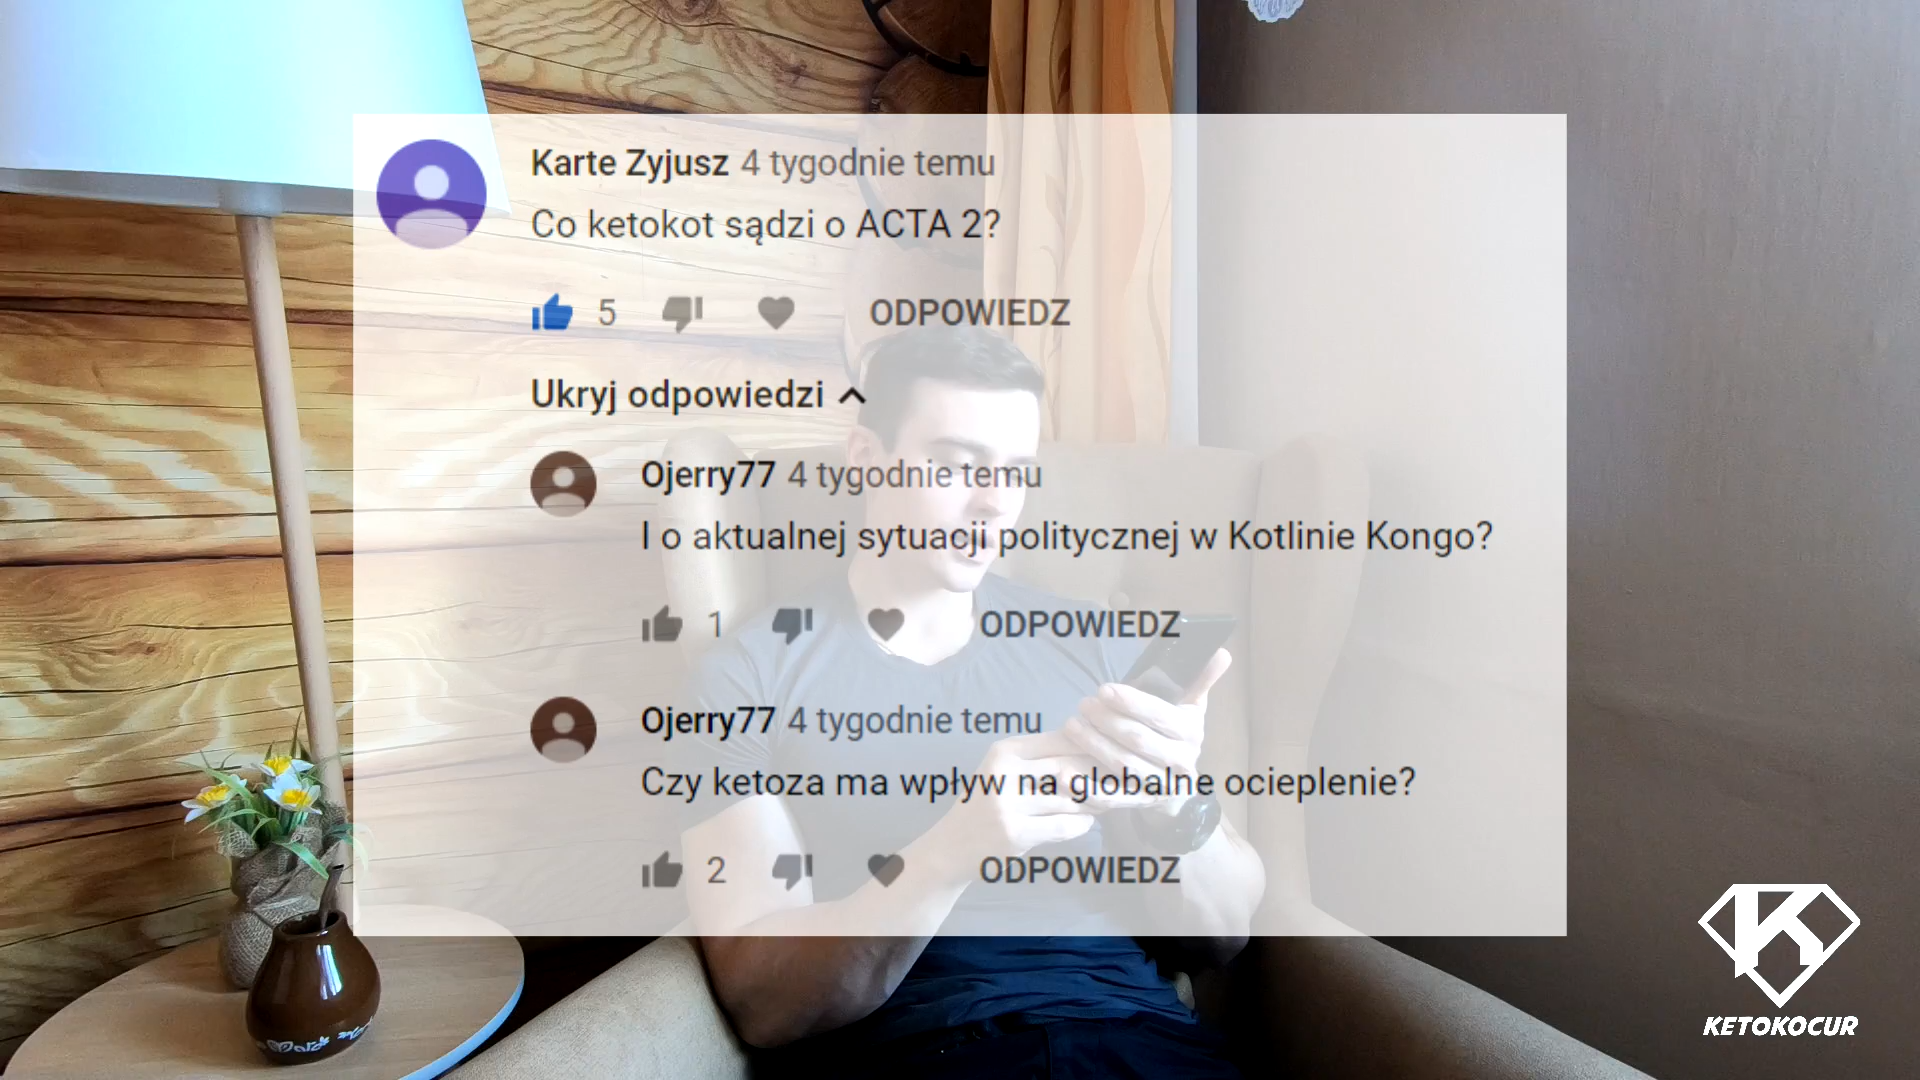 Karte Zyjusz 4 tygodnie temu
Co ketokot sądzi o ACTA 2?
5 ODPOWIEDZ
Ukryj odpowiedzi
Ojerry77 4 tygodnie temu
I o aktualnej sytuacji politycznej w Kotlinie Kongo?
1 ODPOWIEDZ
Ojerry77 4 tygodnie temu
Czy ketoza ma wpływ na globalne ocieplenie?
2 ODPOWIEDZ
K
KETOKOCUR